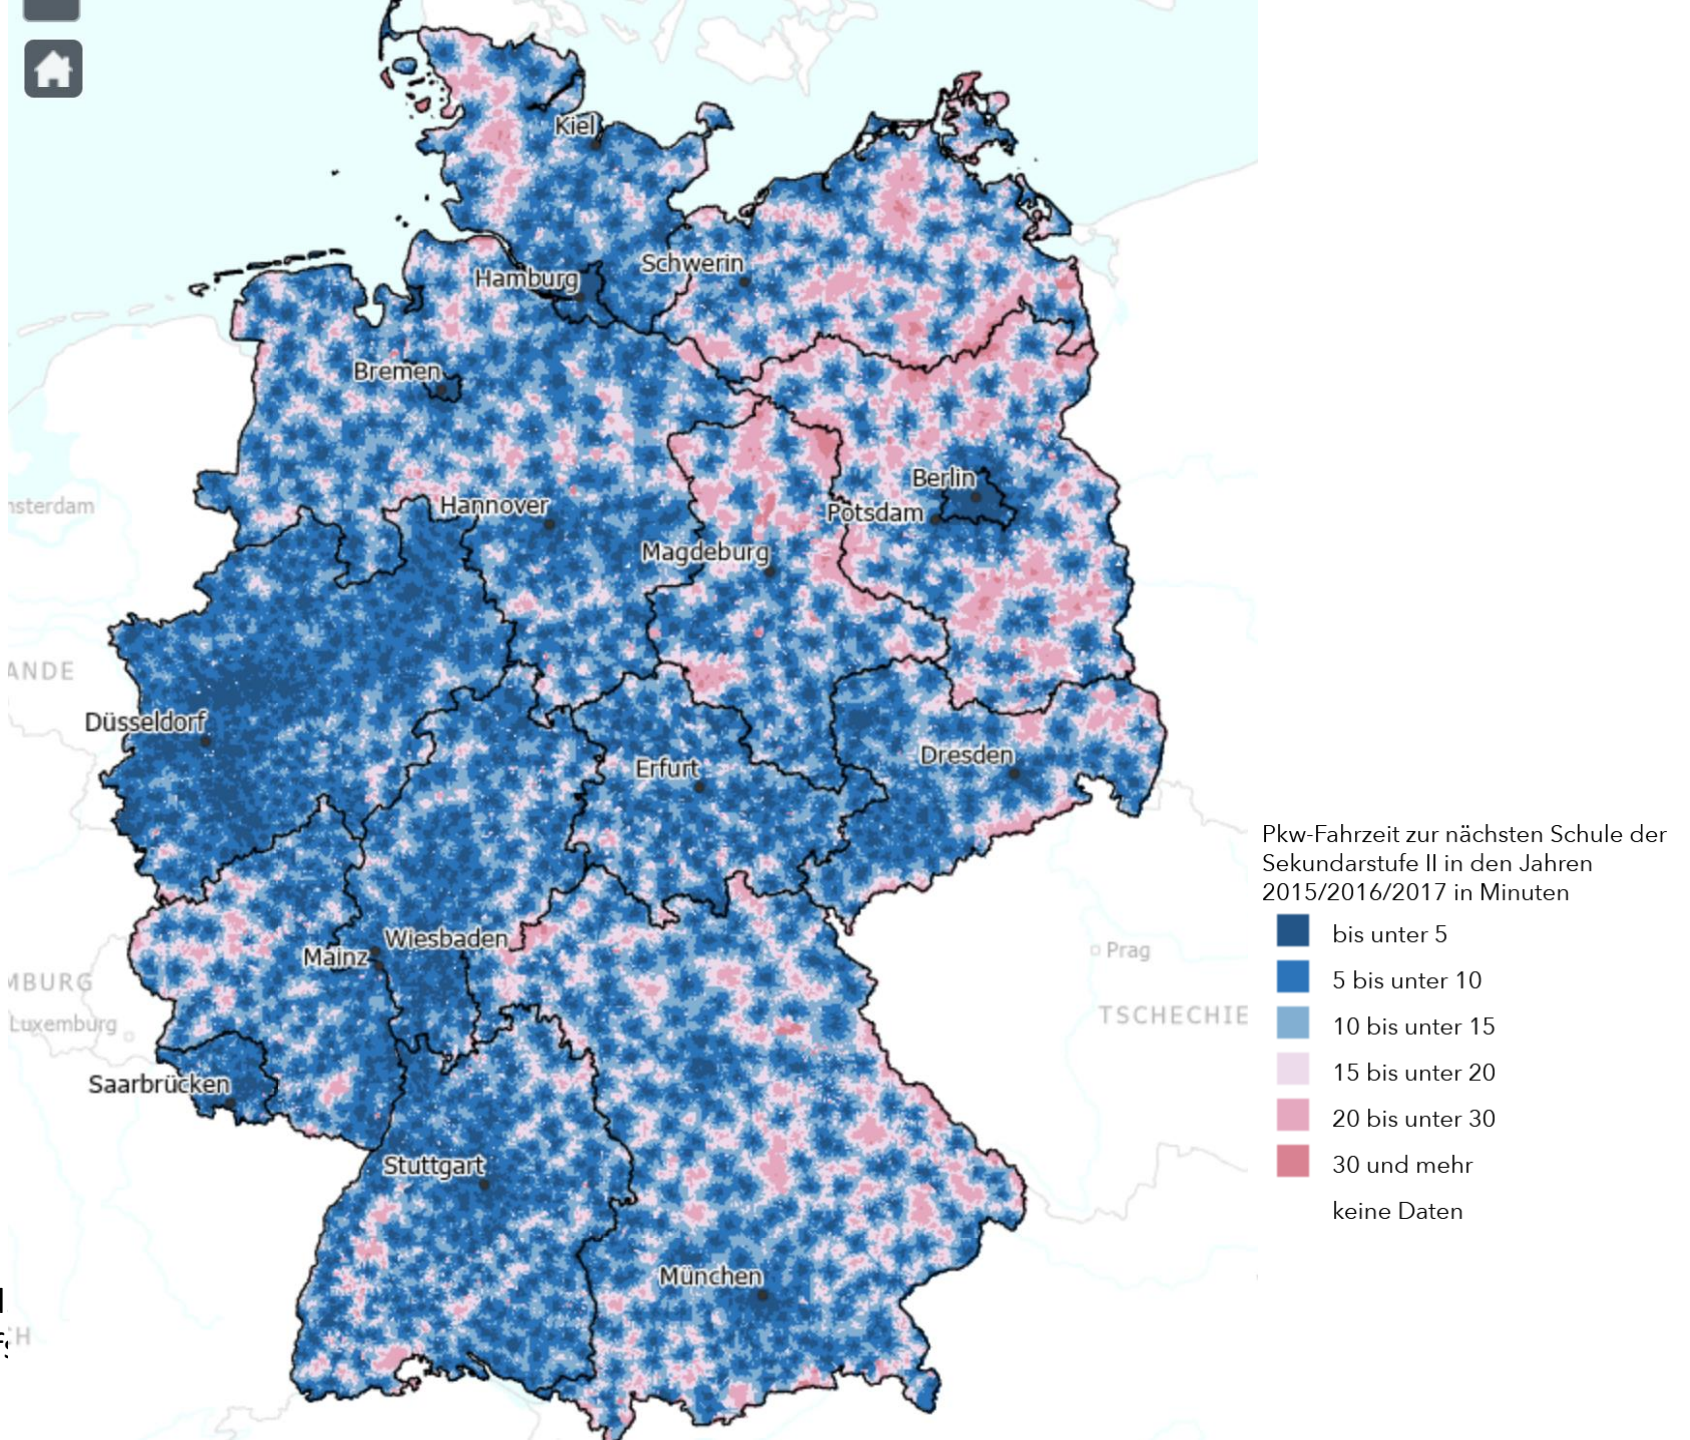 Kiel
Schwerin
Hamburg
Bremen
Berlin
Hannover
Potsdam
Magdeburg
Düsseldorf
Dresden
Erfurt
Wiesbaden
Mainz
Prag
MBURG
TSCHECHIE
Luxemburg
Saarbrücken
Stuttgart
München
nsterdam
ANDE
Pkw-Fahrzeit zur nächsten Schule der
Sekundarstufe II in den Jahren
2015/2016/2017 in Minuten
bis unter 5
5 bis unter 10
10 bis unter 15
15 bis unter 20
20 bis unter 30
30 und mehr
keine Daten